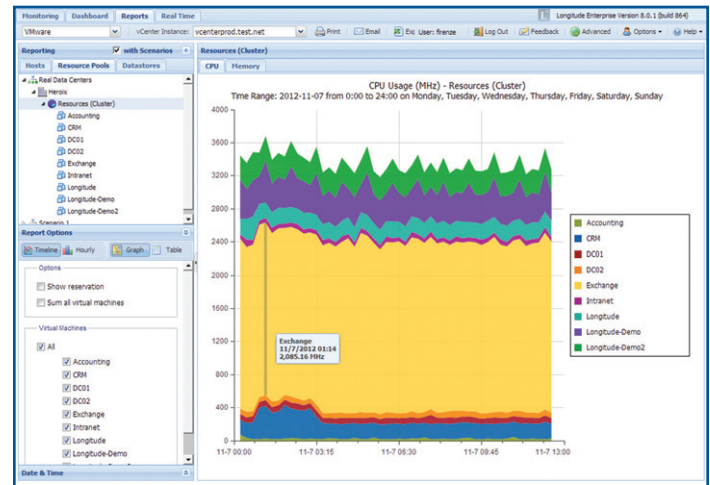 Monitoring Dashboard Reports Real Time
Longitude Enterprise Version 8.0.1 (build 864)
VMware vCenter Instance: vcenterprod.test.net Print Email Exc User: firenze Log Out Feedback Advanced Options Help
Reporting with Scenarios
Resources (Cluster)
Hosts Resource Pools Datastores
CPU Memory
Real Data Centers
Heroix
Resources (Cluster)
Accounting
CRM
DC01
DC02
Exchange
Intranet
Longitude
Longitude-Demo
Longitude-Demo2
Scenario 1
Report Options
Timeline Hourly Graph Table
Options
Show reservation
Sum all virtual machines
Virtual Machines
All
Accounting
CRM
DC01
DC02
Exchange
Intranet
Longitude
Longitude-Demo
Date & Time
CPU Usage (MHz) - Resources (Cluster)
Time Range: 2012-11-07 from 0:00 to 24:00 on Monday, Tuesday, Wednesday, Thursday, Friday, Saturday, Sunday
4000
3600
3200
2800
2400
2000
1600
1200
800
400
0
Exchange
11/7/2012 01:14
2,085.16 MHz
11-7 00:00 11-7 03:15 11-7 06:30 11-7 09:45 11-7 13:00
Accounting
CRM
DC01
DC02
Exchange
Intranet
Longitude
Longitude-Demo
Longitude-Demo2